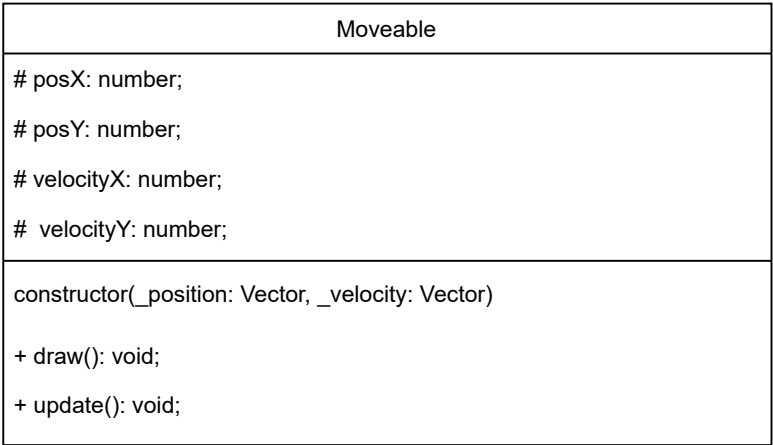 Moveable
# posX: number;
# posY: number;
# velocityX: number;
#  velocityY: number;
constructor(_position: Vector, _velocity: Vector)
+ draw(): void;
+ update(): void;